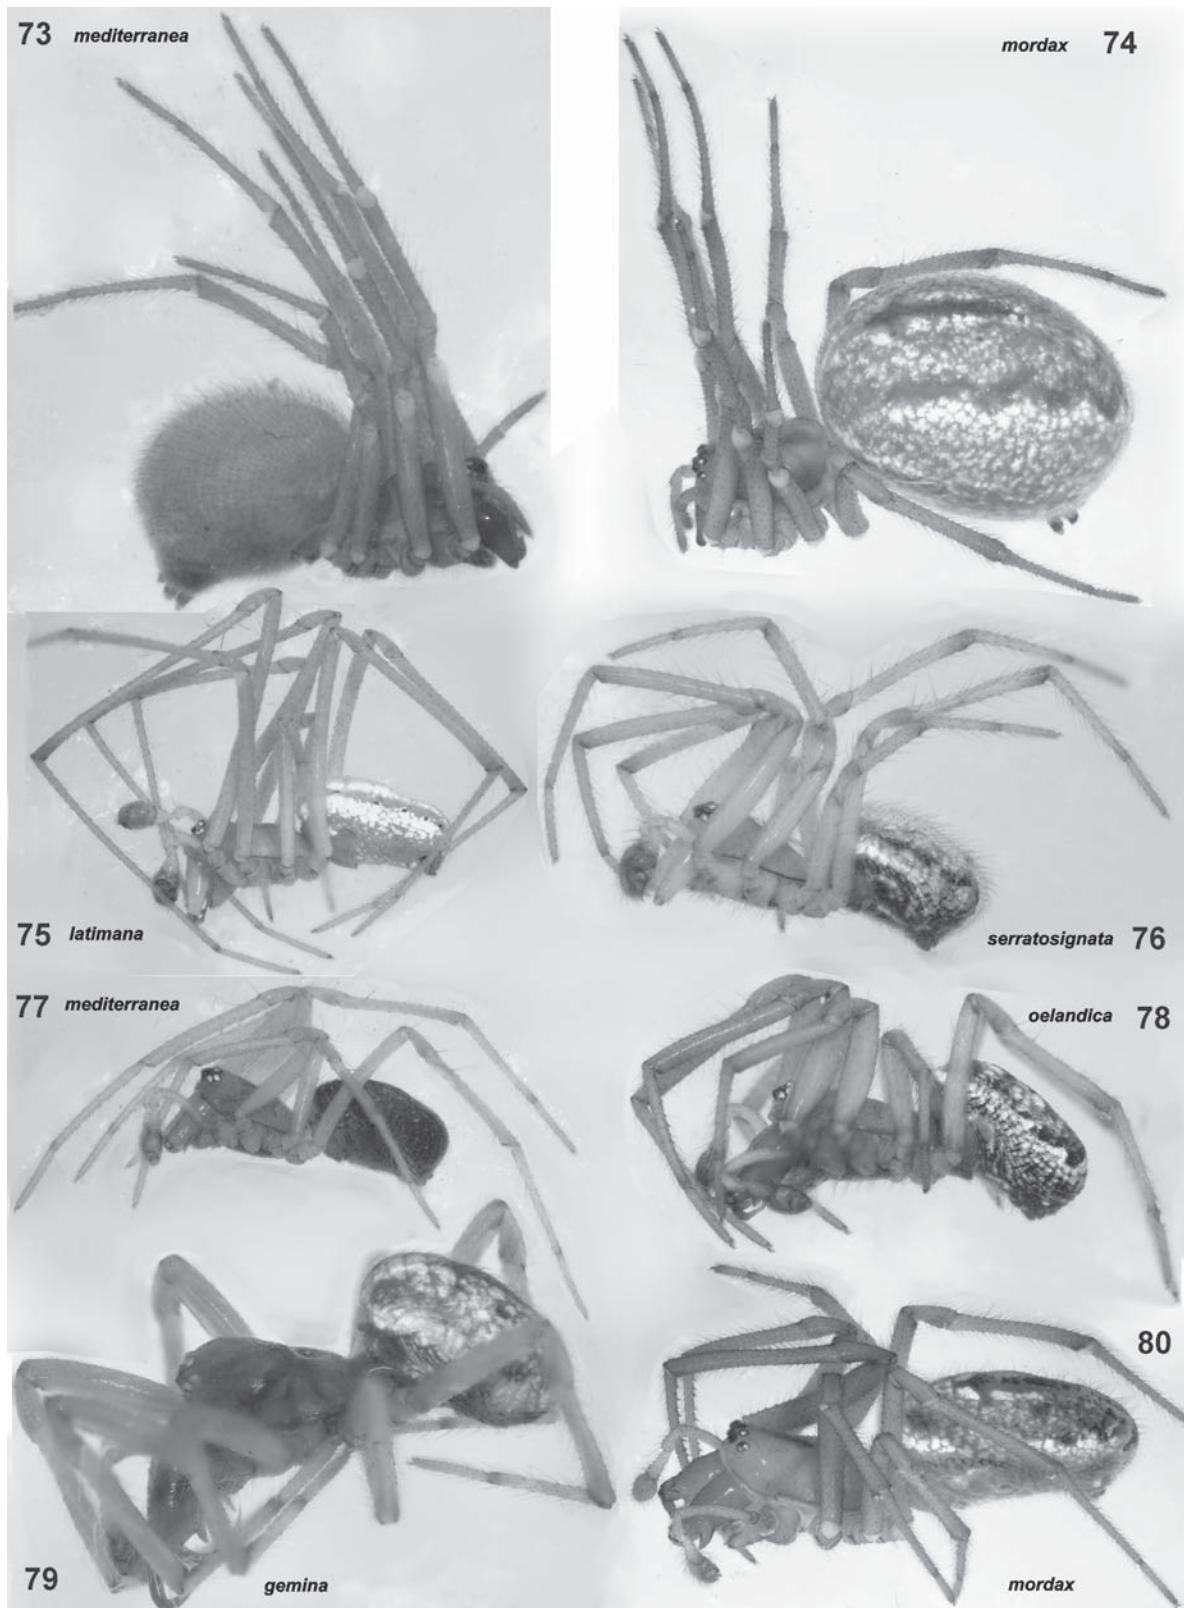 73 mediterranea
mordax 74
75 latimana
serratosignata 76
77 mediterranea
oelandica 78
80
79 gemina
mordax